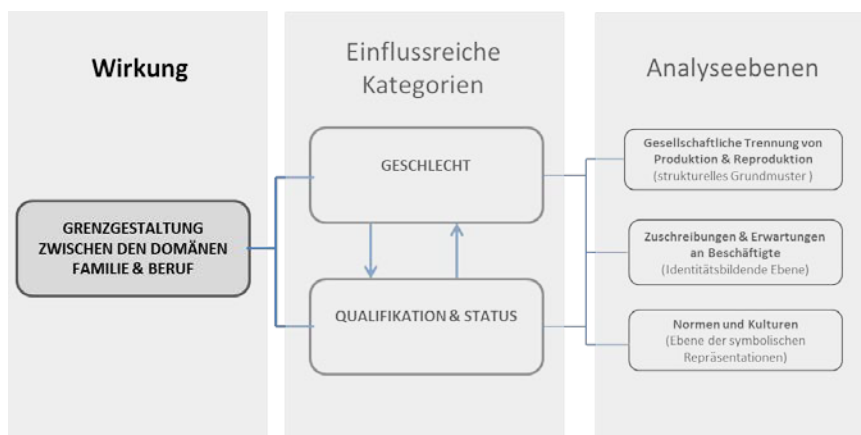 Wirkung
GRENZGESTALTUNG
ZWISCHEN DEN DOMÄNEN
FAMILIE & BERUF
Einflussreiche
Kategorien
GESCHLECHT
QUALIFIKATION & STATUS
Analyseebenen
Gesellschaftliche Trennung von
Produktion & Reproduktion
(strukturelles Grundmuster )
Zuschreibungen & Erwartungen
an Beschäftigte
(Identitätsbildende Ebene)
Normen und Kulturen
(Ebene der symbolischen
Repräsentationen)